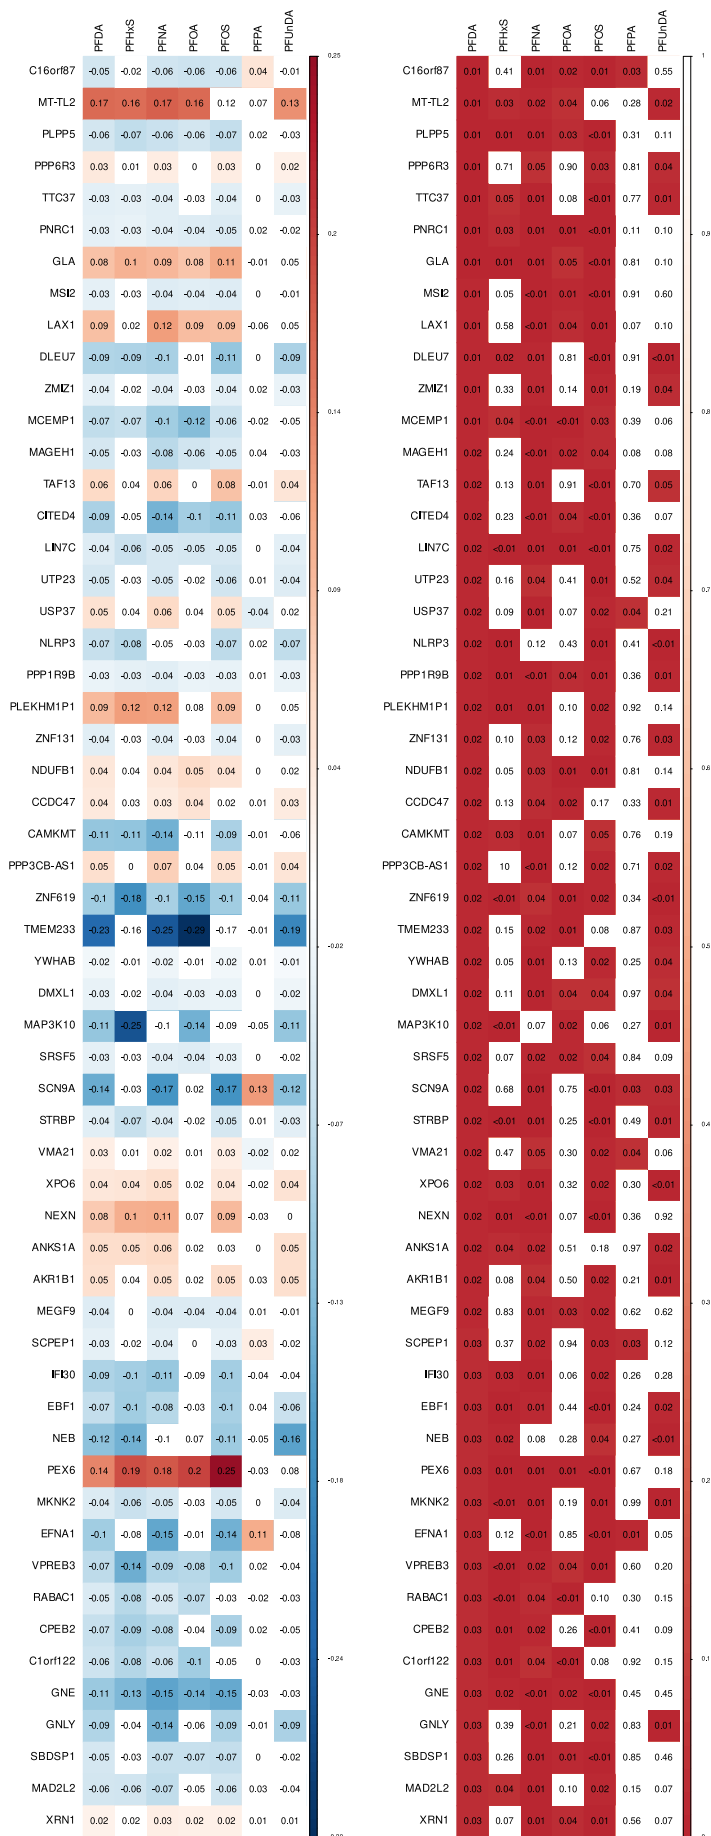 PFDA PFHxS PFNA PFOA PFOS PFPA PFUnDA PFDA PFHxS PFNA PFOA PFOS PFPA PFUnDA
0.25 1
C16orf87 -0.05 -0.02 -0.06 -0.06 -0.06 0.04 -0.01 C16orf87 0.01 0.41 0.01 0.02 0.01 0.03 0.55
MT-TL2 0.17 0.16 0.17 0.16 0.12 0.07 0.13 MT-TL2 0.01 0.03 0.02 0.04 0.06 0.28 0.02
PLPP5 -0.06 -0.07 -0.06 -0.06 -0.07 0.02 -0.03 PLPP5 0.01 0.01 0.01 0.03 <0.01 0.31 0.11
PPP6R3 0.03 0.01 0.03 0 0.03 0 0.02 PPP6R3 0.01 0.71 0.05 0.90 0.03 0.81 0.04
TTC37 -0.03 -0.03 -0.04 -0.03 -0.04 0 -0.03 TTC37 0.01 0.05 0.01 0.08 <0.01 0.77 0.01
PNRC1 -0.03 -0.03 -0.04 -0.04 -0.05 0.02 -0.02 PNRC1 0.01 0.03 0.01 0.01 <0.01 0.11 0.10
0.2 0.9
GLA 0.08 0.1 0.09 0.08 0.11 -0.01 0.05 GLA 0.01 0.01 0.01 0.05 <0.01 0.81 0.10
MSI2 -0.03 -0.03 -0.04 -0.04 -0.04 0 -0.01 MSI2 0.01 0.05 <0.01 0.01 <0.01 0.91 0.60
LAX1 0.09 0.02 0.12 0.09 0.09 -0.06 0.05 LAX1 0.01 0.58 <0.01 0.04 0.01 0.07 0.10
DLEU7 -0.09 -0.09 -0.1 -0.01 -0.11 0 -0.09 DLEU7 0.01 0.02 0.01 0.81 <0.01 0.91 <0.01
ZMIZ1 -0.04 -0.02 -0.04 -0.03 -0.04 0.02 -0.03 ZMIZ1 0.01 0.33 0.01 0.14 0.01 0.19 0.04
0.14 0.8
MCEMP1 -0.07 -0.07 -0.1 -0.12 -0.06 -0.02 -0.05 MCEMP1 0.01 0.04 <0.01 <0.01 0.03 0.39 0.06
MAGEH1 -0.05 -0.03 -0.08 -0.06 -0.05 0.04 -0.03 MAGEH1 0.01 0.24 <0.01 0.02 0.04 0.08 0.08
TAF13 0.06 0.04 0.06 0 0.08 -0.01 0.04 TAF13 0.02 0.13 0.01 0.91 <0.01 0.70 0.05
CITED4 -0.09 -0.05 -0.14 -0.1 -0.11 0.03 -0.06 CITED4 0.02 0.23 <0.01 0.04 <0.01 0.36 0.07
LIN7C -0.04 -0.06 -0.05 -0.05 -0.05 0 -0.04 LIN7C 0.02 <0.01 0.01 0.01 <0.01 0.75 0.02
UTP23 -0.05 -0.03 -0.05 -0.02 -0.06 0.01 -0.04 UTP23 0.02 0.16 0.04 0.41 0.01 0.52 0.04
0.09 0.7
USP37 0.05 0.04 0.06 0.04 0.05 -0.04 0.02 USP37 0.02 0.09 0.01 0.07 0.02 0.04 0.21
NLRP3 -0.07 -0.08 -0.05 -0.03 -0.07 0.02 -0.07 NLRP3 0.02 0.01 0.12 0.43 0.01 0.41 <0.01
PPP1R9B -0.03 -0.03 -0.04 -0.03 -0.03 0.01 -0.03 PPP1R9B 0.02 0.01 <0.01 0.04 0.01 0.36 0.01
PLEKHM1P1 0.09 0.12 0.12 0.08 0.09 0 0.05 PLEKHM1P1 0.02 0.01 0.01 0.10 0.02 0.92 0.14
ZNF131 -0.04 -0.03 -0.04 -0.03 -0.04 0 -0.03 ZNF131 0.02 0.10 0.03 0.12 0.02 0.76 0.03
0.04 0.6
NDUFB1 0.04 0.04 0.04 0.05 0.04 0 0.02 NDUFB1 0.02 0.05 0.03 0.01 0.01 0.81 0.14
CCDC47 0.04 0.03 0.03 0.04 0.02 0.01 0.03 CCDC47 0.02 0.13 0.04 0.02 0.17 0.33 0.01
CAMKMT -0.11 -0.11 -0.14 -0.11 -0.09 -0.01 -0.06 CAMKMT 0.02 0.03 0.01 0.07 0.05 0.76 0.19
PPP3CB-AS1 0.05 0 0.07 0.04 0.05 -0.01 0.04 PPP3CB-AS1 0.02 10 <0.01 0.12 0.02 0.71 0.02
ZNF619 -0.1 -0.18 -0.1 -0.15 -0.1 -0.04 -0.11 ZNF619 0.02 <0.01 0.04 0.01 0.02 0.34 <0.01
TMEM233 -0.23 -0.16 -0.25 -0.29 -0.17 -0.01 -0.19 TMEM233 0.02 0.15 0.02 0.01 0.08 0.87 0.03
-0.02 0.5
YWHAB -0.02 -0.01 -0.02 -0.01 -0.02 0.01 -0.01 YWHAB 0.02 0.05 0.01 0.13 0.02 0.25 0.04
DMXL1 -0.03 -0.02 -0.04 -0.03 -0.03 0 -0.02 DMXL1 0.02 0.11 0.01 0.04 0.04 0.97 0.04
MAP3K10 -0.11 -0.25 -0.1 -0.14 -0.09 -0.05 -0.11 MAP3K10 0.02 <0.01 0.07 0.02 0.06 0.27 0.01
SRSF5 -0.03 -0.03 -0.04 -0.04 -0.03 0 -0.02 SRSF5 0.02 0.07 0.02 0.02 0.04 0.84 0.09
SCN9A -0.14 -0.03 -0.17 0.02 -0.17 0.13 -0.12 SCN9A 0.02 0.68 0.01 0.75 <0.01 0.03 0.03
STRBP -0.04 -0.07 -0.04 -0.02 -0.05 0.01 -0.03 STRBP 0.02 <0.01 0.01 0.25 <0.01 0.49 0.01
-0.07 0.4
VMA21 0.03 0.01 0.02 0.01 0.03 -0.02 0.02 VMA21 0.02 0.47 0.05 0.30 0.02 0.04 0.06
XPO6 0.04 0.04 0.05 0.02 0.04 -0.02 0.04 XPO6 0.02 0.03 0.01 0.32 0.02 0.30 <0.01
NEXN 0.08 0.1 0.11 0.07 0.09 -0.03 0 NEXN 0.02 0.01 <0.01 0.07 <0.01 0.36 0.92
ANKS1A 0.05 0.05 0.06 0.02 0.03 0 0.05 ANKS1A 0.02 0.04 0.02 0.51 0.18 0.97 0.02
AKR1B1 0.05 0.04 0.05 0.02 0.05 0.03 0.05 AKR1B1 0.02 0.08 0.04 0.50 0.02 0.21 0.01
-0.13 0.3
MEGF9 -0.04 0 -0.04 -0.04 -0.04 0.01 -0.01 MEGF9 0.02 0.83 0.01 0.03 0.02 0.62 0.62
SCPEP1 -0.03 -0.02 -0.04 0 -0.03 0.03 -0.02 SCPEP1 0.03 0.37 0.02 0.94 0.03 0.03 0.12
IFI30 -0.09 -0.1 -0.11 -0.09 -0.1 -0.04 -0.04 IFI30 0.03 0.03 0.01 0.06 0.02 0.26 0.28
EBF1 -0.07 -0.1 -0.08 -0.03 -0.1 0.04 -0.06 EBF1 0.03 0.01 0.01 0.44 <0.01 0.24 0.02
NEB -0.12 -0.14 -0.1 0.07 -0.11 -0.05 -0.16 NEB 0.03 0.02 0.08 0.28 0.04 0.27 <0.01
PEX6 0.14 0.19 0.18 0.2 0.25 -0.03 0.08 PEX6 0.03 0.01 0.01 0.01 <0.01 0.67 0.18
-0.18 0.2
MKNK2 -0.04 -0.06 -0.05 -0.03 -0.05 0 -0.04 MKNK2 0.03 <0.01 0.01 0.19 0.01 0.99 0.01
EFNA1 -0.1 -0.08 -0.15 -0.01 -0.14 0.11 -0.08 EFNA1 0.03 0.12 <0.01 0.85 <0.01 0.01 0.05
VPREB3 -0.07 -0.14 -0.09 -0.08 -0.1 0.02 -0.04 VPREB3 0.03 <0.01 0.02 0.04 0.01 0.60 0.20
RABAC1 -0.05 -0.08 -0.05 -0.07 -0.03 -0.02 -0.03 RABAC1 0.03 <0.01 0.04 <0.01 0.10 0.30 0.15
CPEB2 -0.07 -0.09 -0.08 -0.04 -0.09 0.02 -0.05 CPEB2 0.03 0.01 0.02 0.26 <0.01 0.41 0.09
-0.24 0.1
C1orf122 -0.06 -0.08 -0.06 -0.1 -0.05 0 -0.03 C1orf122 0.03 0.01 0.04 <0.01 0.08 0.92 0.15
GNE -0.11 -0.13 -0.15 -0.14 -0.15 -0.03 -0.03 GNE 0.03 0.02 <0.01 0.02 <0.01 0.45 0.45
GNLY -0.09 -0.04 -0.14 -0.06 -0.09 -0.01 -0.09 GNLY 0.03 0.39 <0.01 0.21 0.02 0.83 0.01
SBDSP1 -0.05 -0.03 -0.07 -0.07 -0.07 0 -0.02 SBDSP1 0.03 0.26 0.01 0.01 <0.01 0.85 0.46
MAD2L2 -0.06 -0.06 -0.07 -0.05 -0.06 0.03 -0.04 MAD2L2 0.03 0.04 0.01 0.10 0.02 0.15 0.07
XRN1 0.02 0.02 0.03 0.02 0.02 0.01 0.01 XRN1 0.03 0.07 0.01 0.04 0.01 0.56 0.07